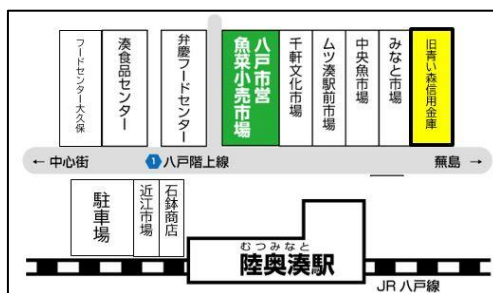 フードセンター大久保
湊食品センター
弁慶フードセンター
八戸市営
魚菜小売市場
千軒文化市場
ムツ湊駅前市場
中央魚市場
みなと市場
旧青い森信用金庫
← 中心街
1 八戸階上線
蕪島 →
駐車場
近江市場
石鉢商店
むつみなと
陸奥湊駅
JR 八戸線